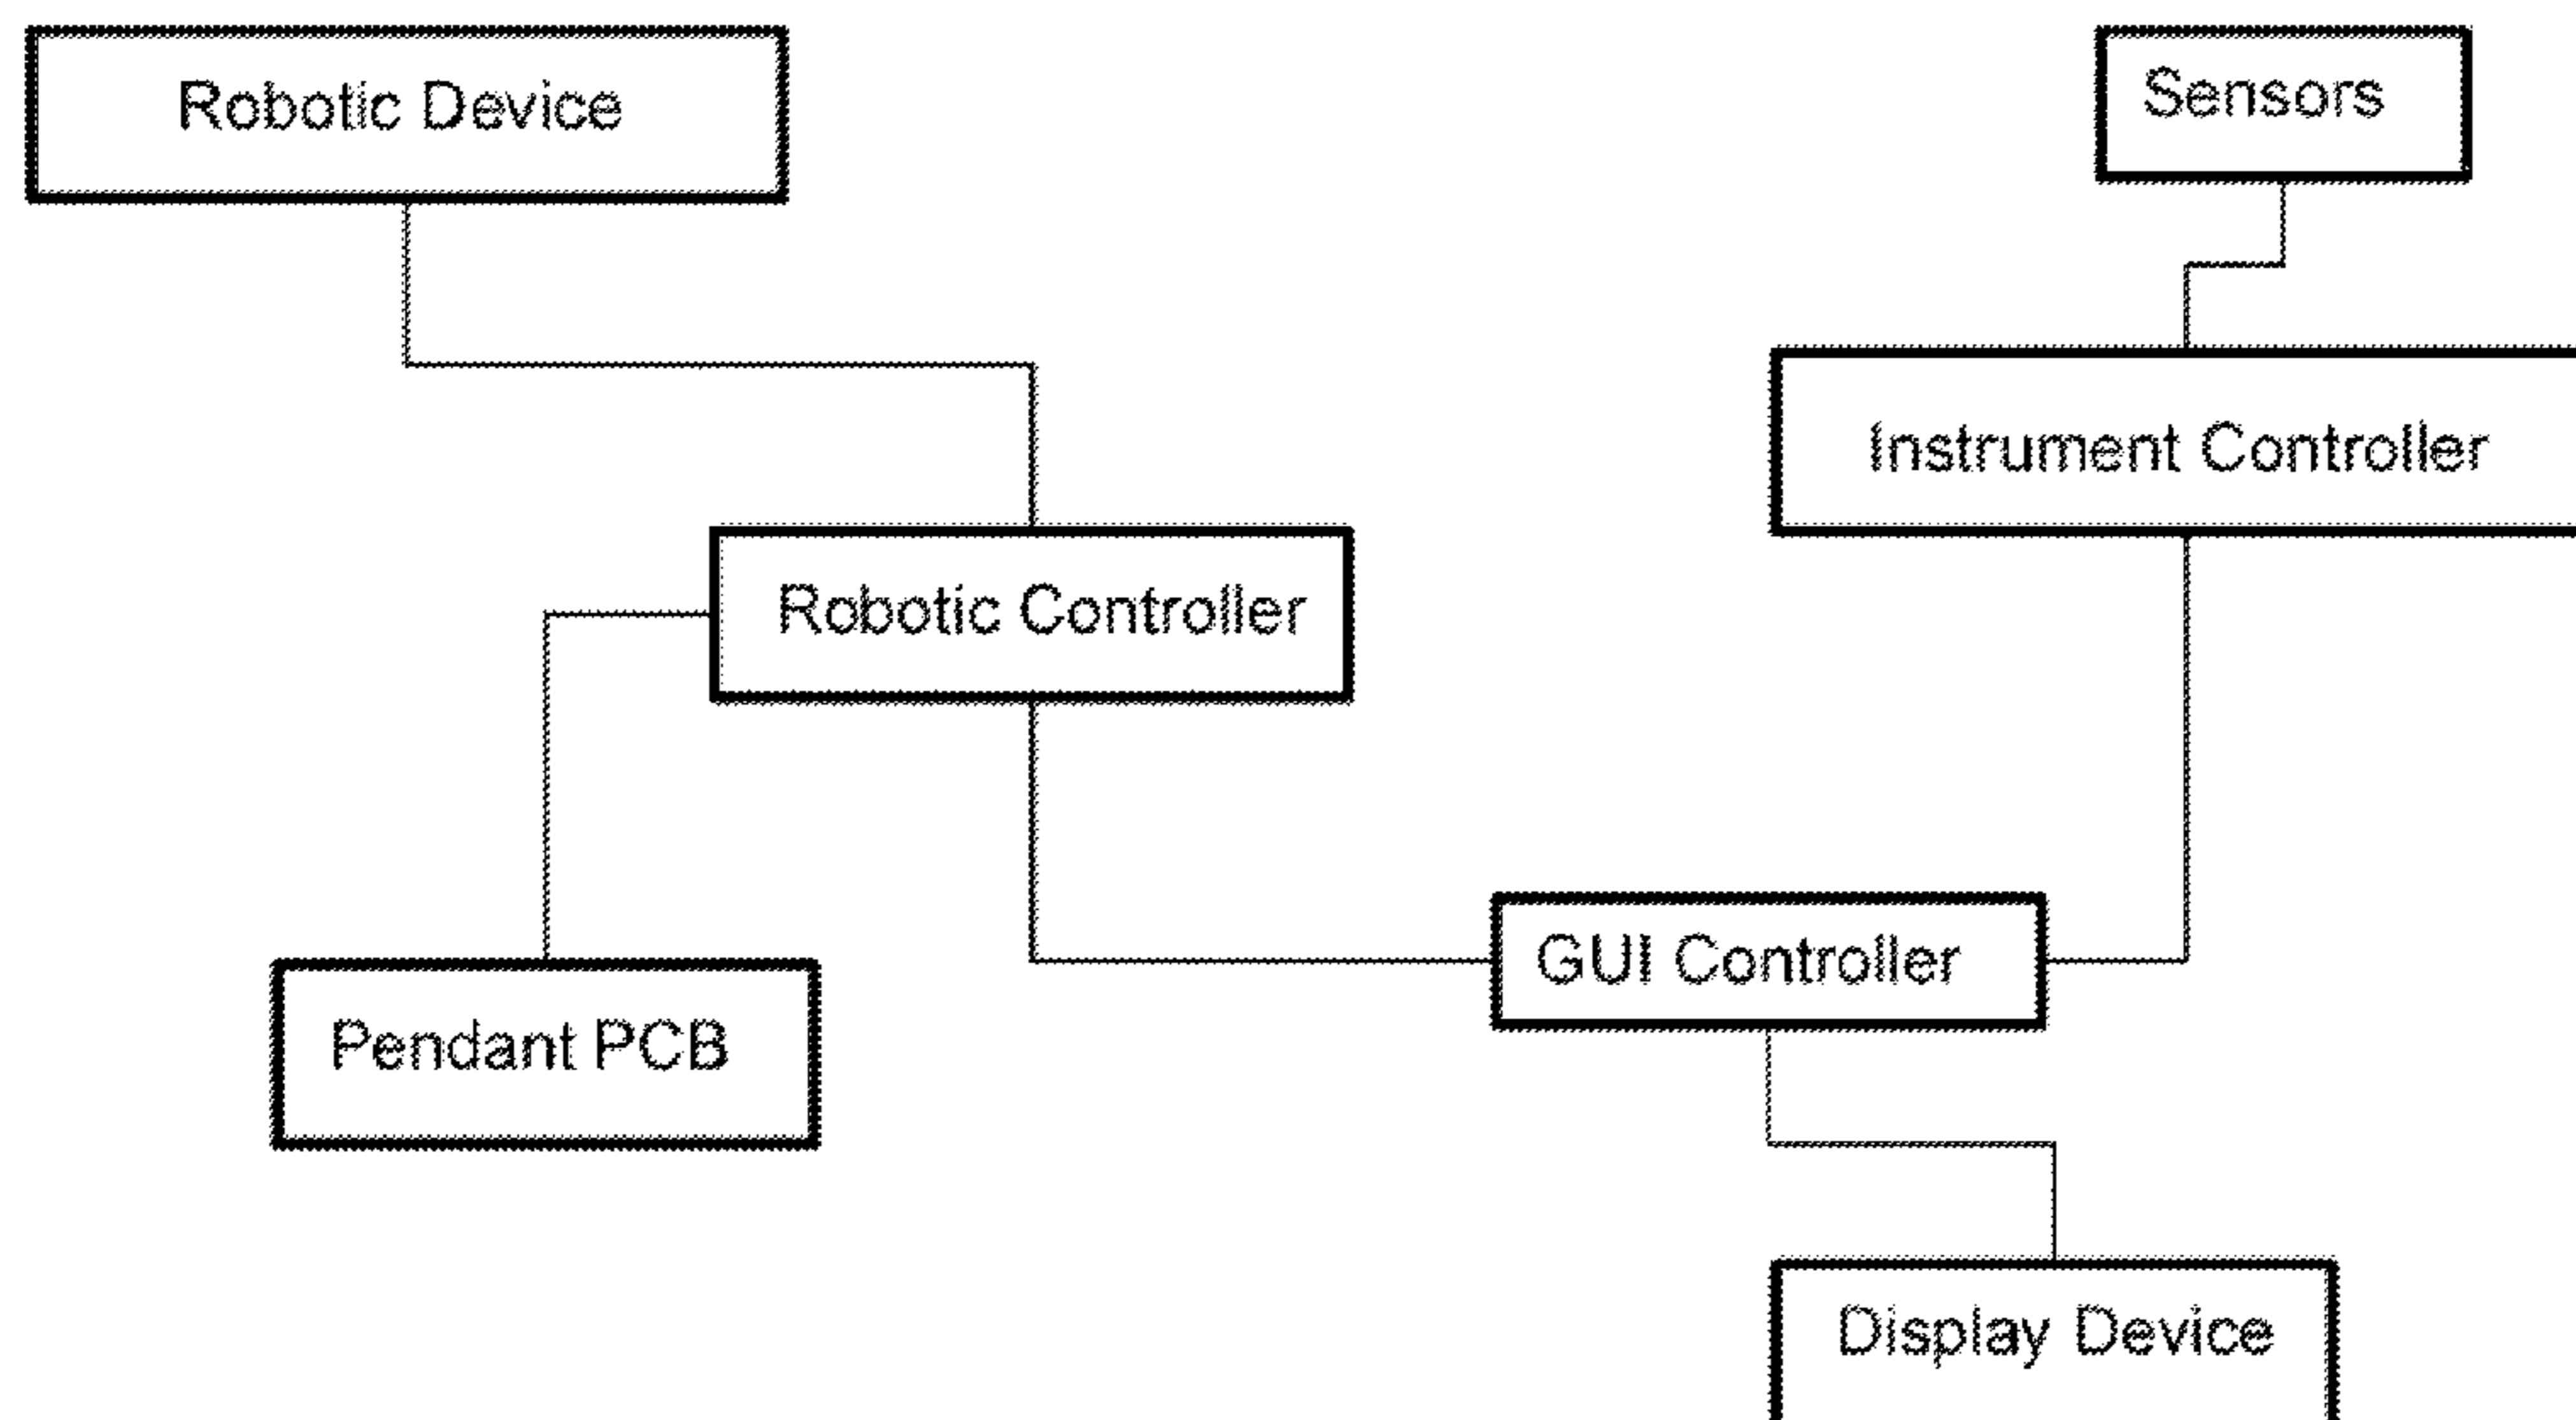 Robotic Device
Sensors
Instrument Controller
Robotic Controller
GUI Controller
Pendant PCB
Display Device